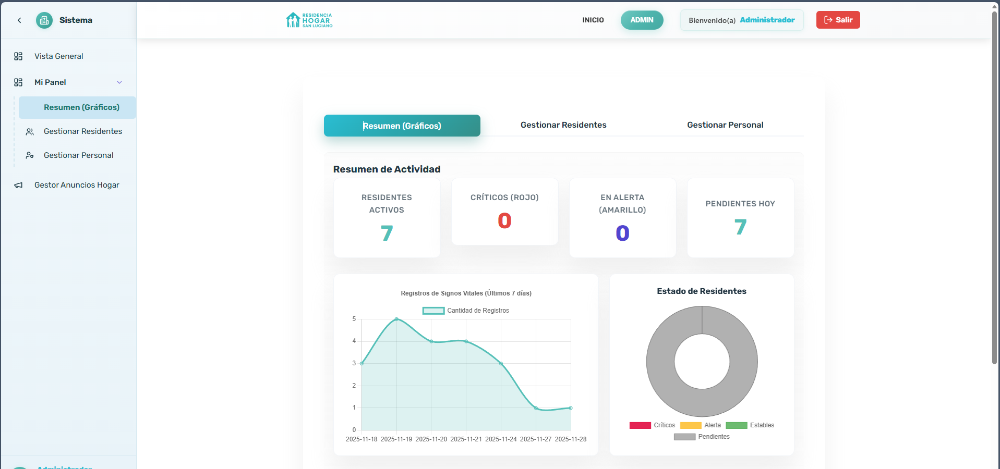 Sistema
RESIDENCIA
HOGAR
SAN LUCIANO
INICIO
ADMIN
Bienvenido(a) Administrador
Salir
Vista General
Mi Panel
Resumen (Gráficos)
Gestionar Residentes
Gestionar Personal
Gestor Anuncios Hogar
Administrador
Resumen (Gráficos)
Gestionar Residentes
Gestionar Personal
Resumen de Actividad
RESIDENTES
ACTIVOS
7
CRÍTICOS (ROJO)
0
EN ALERTA
(AMARILLO)
0
PENDIENTES HOY
7
Registros de Signos Vitales (Últimos 7 días)
Cantidad de Registros
5
4
3
2
1
0
2025-11-18 2025-11-19 2025-11-20 2025-11-21 2025-11-24 2025-11-27 2025-11-28
Estado de Residentes
Críticos Alerta Estables
Pendientes